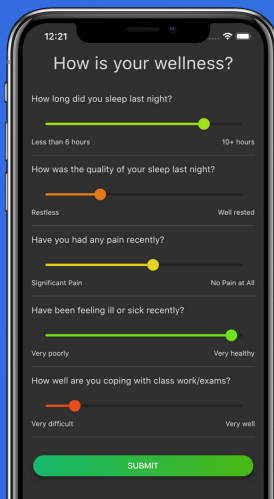 12:21
How is your wellness?
How long did you sleep last night?
Less than 6 hours 10+ hours
How was the quality of your sleep last night?
Restless Well rested
Have you had any pain recently?
Significant Pain No Pain at All
Have been feeling ill or sick recently?
Very poorly Very healthy
How well are you coping with class work/exams?
Very difficult Very well
SUBMIT